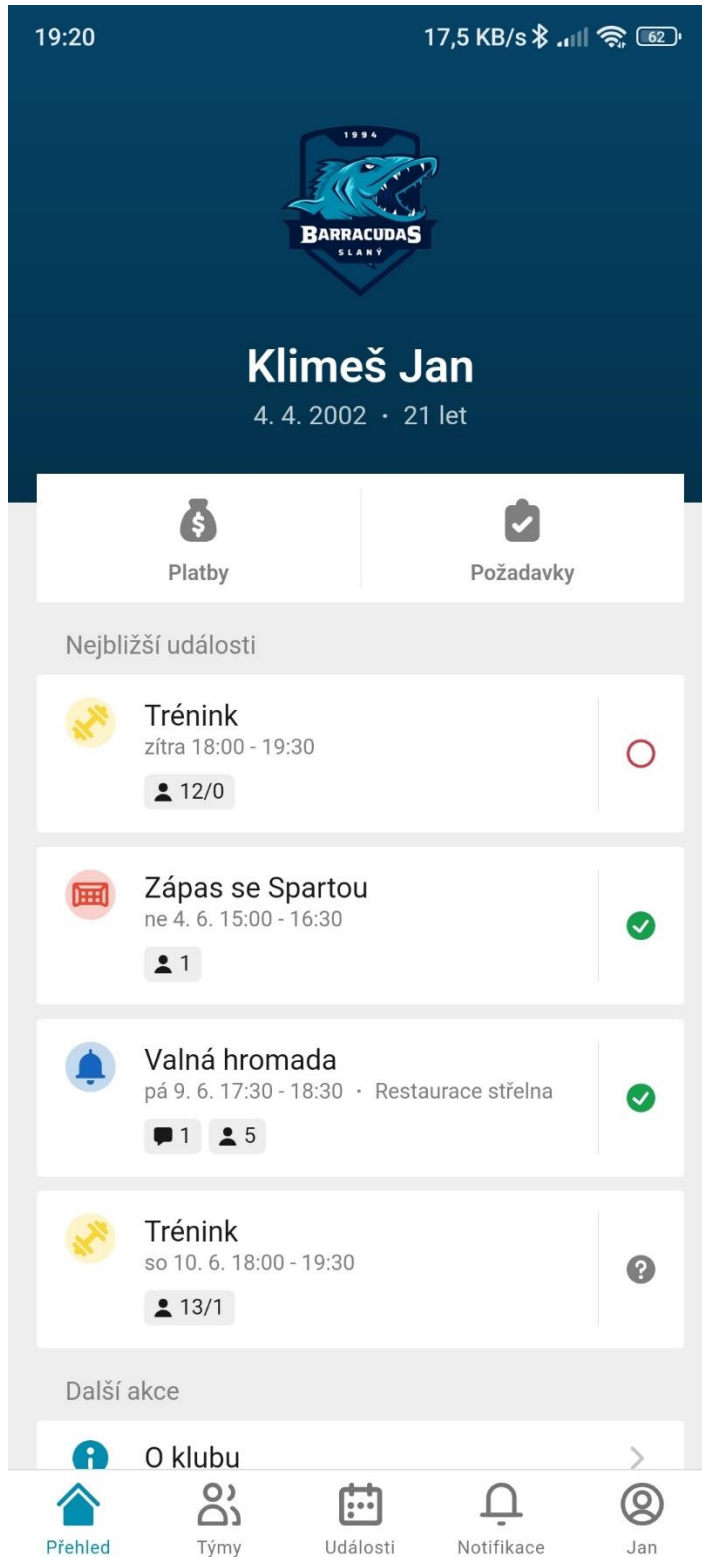 19:20
17,5 KB/s 62
1994
BARRACUDAS
SLANÝ
Klimeš Jan
4. 4. 2002 · 21 let
Platby
Požadavky
Nejbližší události
Trénink
zítra 18:00 - 19:30
12/0
Zápas se Spartou
ne 4. 6. 15:00 - 16:30
1
Valná hromada
pá 9. 6. 17:30 - 18:30 · Restaurace střelna
1 5
Trénink
so 10. 6. 18:00 - 19:30
13/1
Další akce
O klubu
Přehled
Týmy
Události
Notifikace
Jan